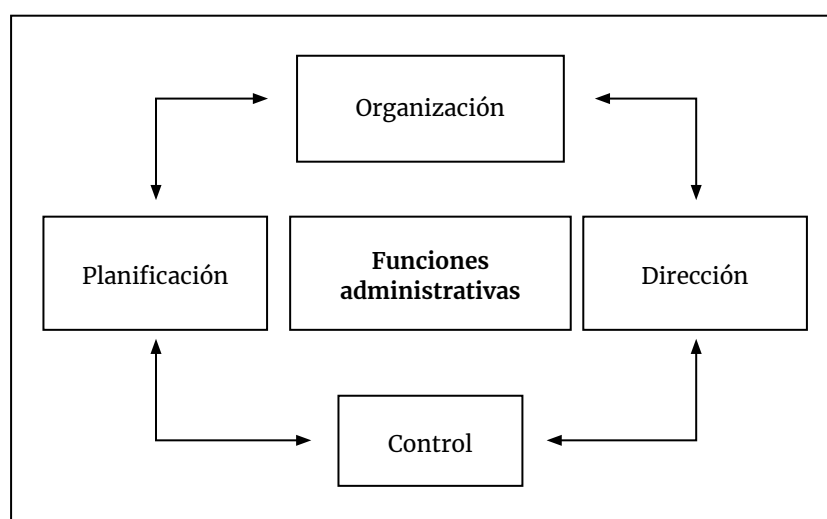 Organización
Planificación
Funciones
administrativas
Dirección
Control